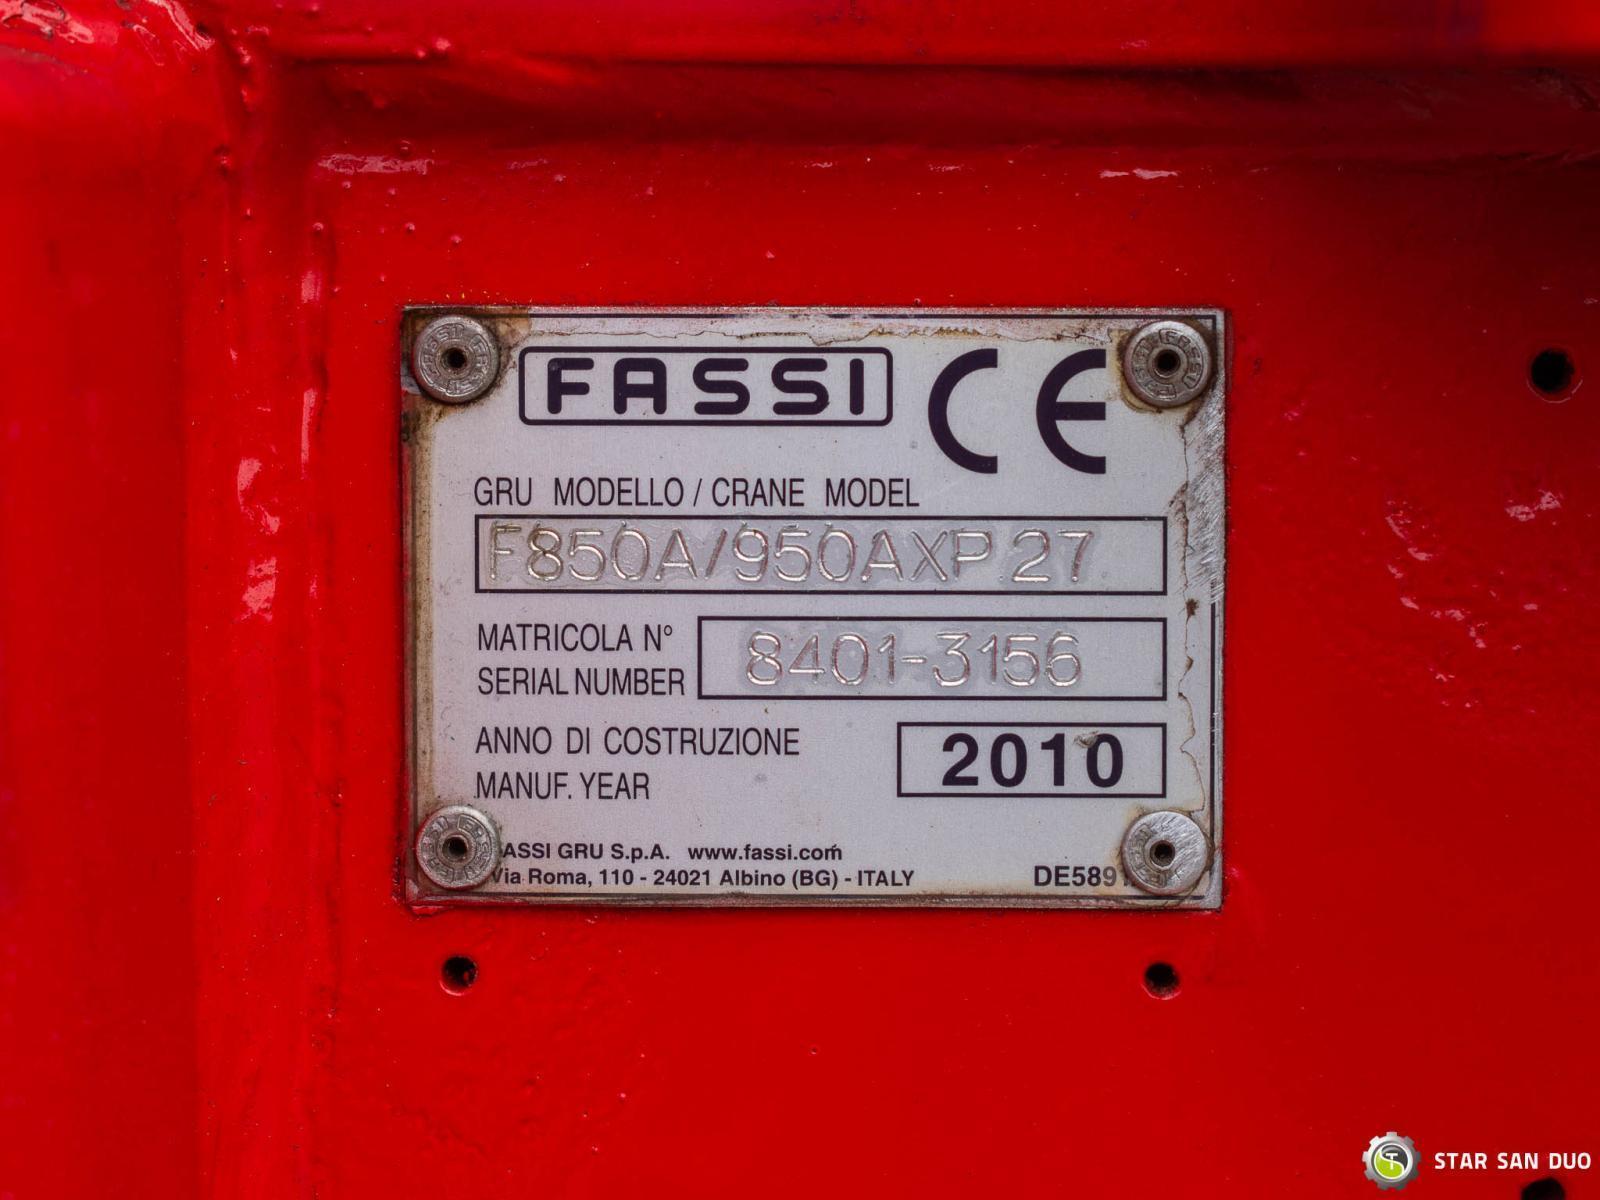 FASSI CE
GRU MODELLO / CRANE MODEL
F850A/950AXP.27
MATRICOLA N°
SERIAL NUMBER
8401-3156
ANNO DI COSTRUZIONE
MANUF. YEAR
2010
ASSI GRU S.p.A. www.fassi.com
Via Roma, 110 - 24021 Albino (BG) - ITALY
STAR SAN DUO